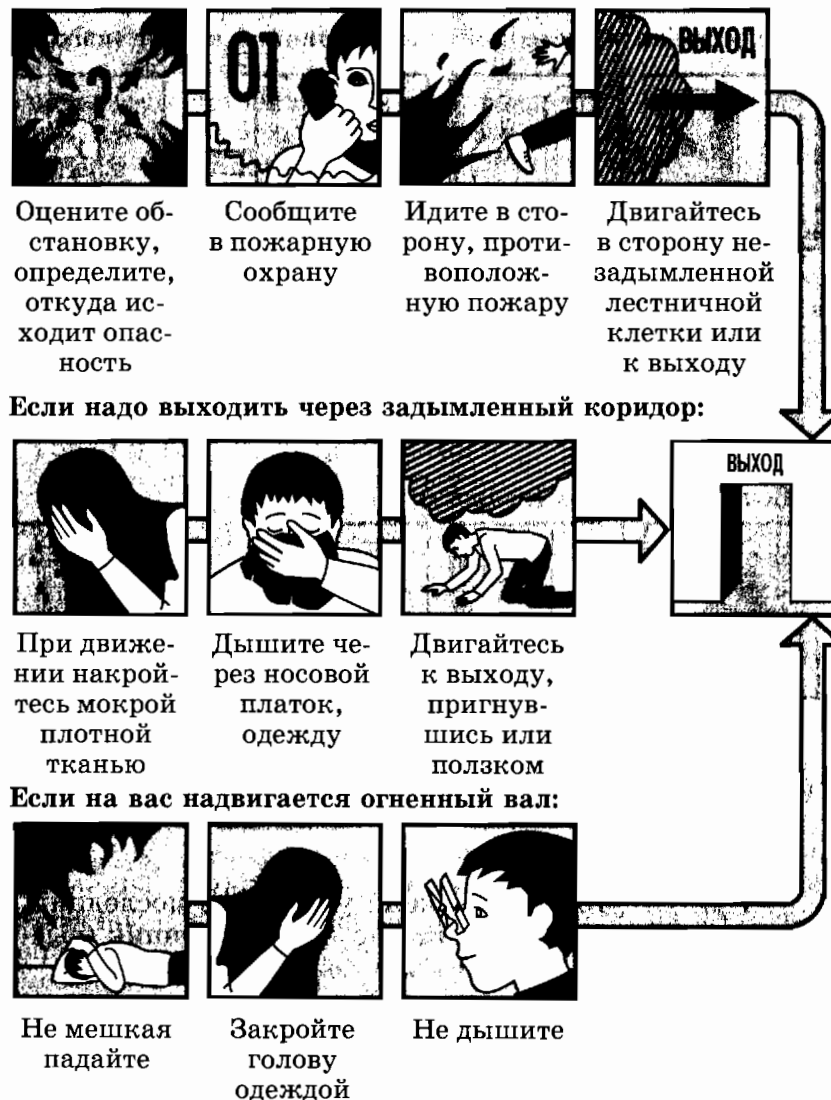 ?
01
ВЫХОД
Оцените об-
становку,
определите,
откуда ис-
ходит опас-
ность
Сообщите
в пожарную
охрану
Идите в сто-
рону, проти-
воположн-
ную пожару
Двигайтесь
в сторону не-
задымленной
лестничной
клетки или
к выходу
Если надо выходить через задымленный коридор:
ВЫХОД
При движе-
нии накрой-
тесь мокрой
плотной
тканью
Дышите че-
рез носовой
платок,
одежду
Двигайтесь
к выходу,
пригнув-
шись или
ползком
Если на вас надвигается огненный вал:
Не мешкая
падайте
Закройте
голову
одеждой
Не дышите